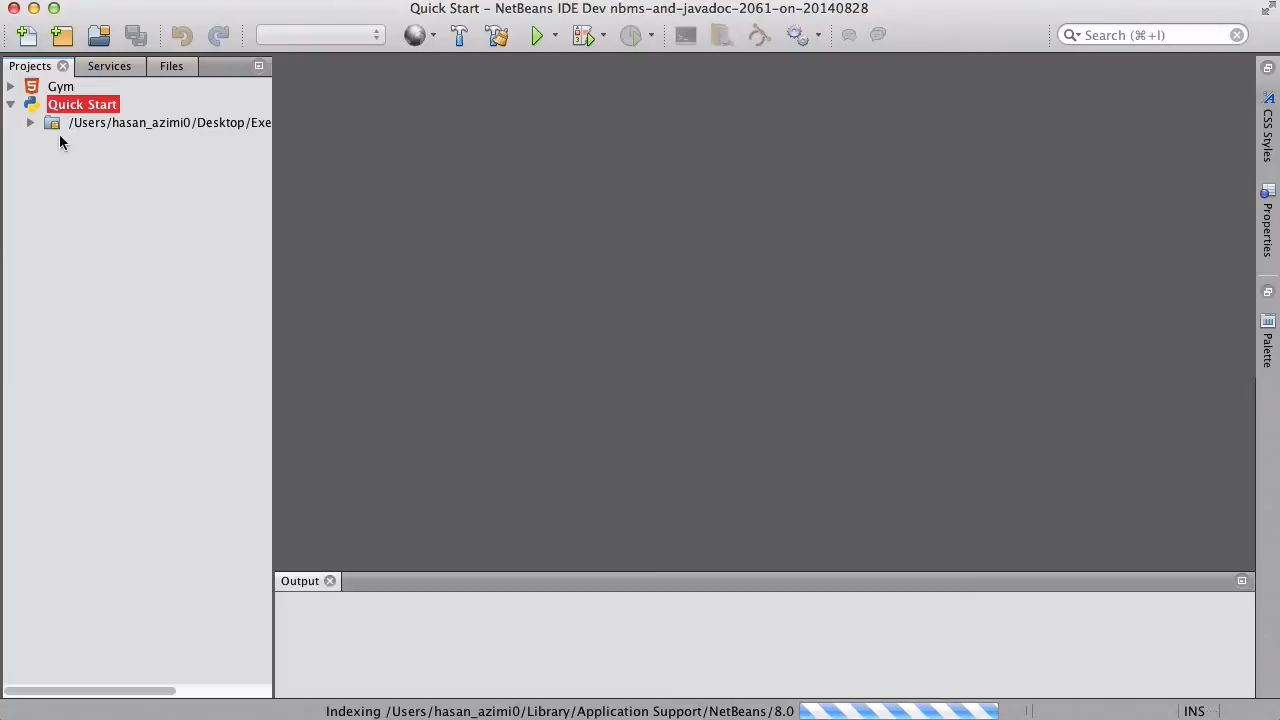 Quick Start – NetBeans IDE Dev nbms-and-javadoc-2061-on-20140828
Search (⌘+I)
Projects
Services
Files
Gym
Quick Start
/Users/hasan_azimi0/Desktop/Exe
CSS Styles
Properties
Palette
Output
Indexing /Users/hasan_azimi0/Library/Application Support/NetBeans/8.0
INS